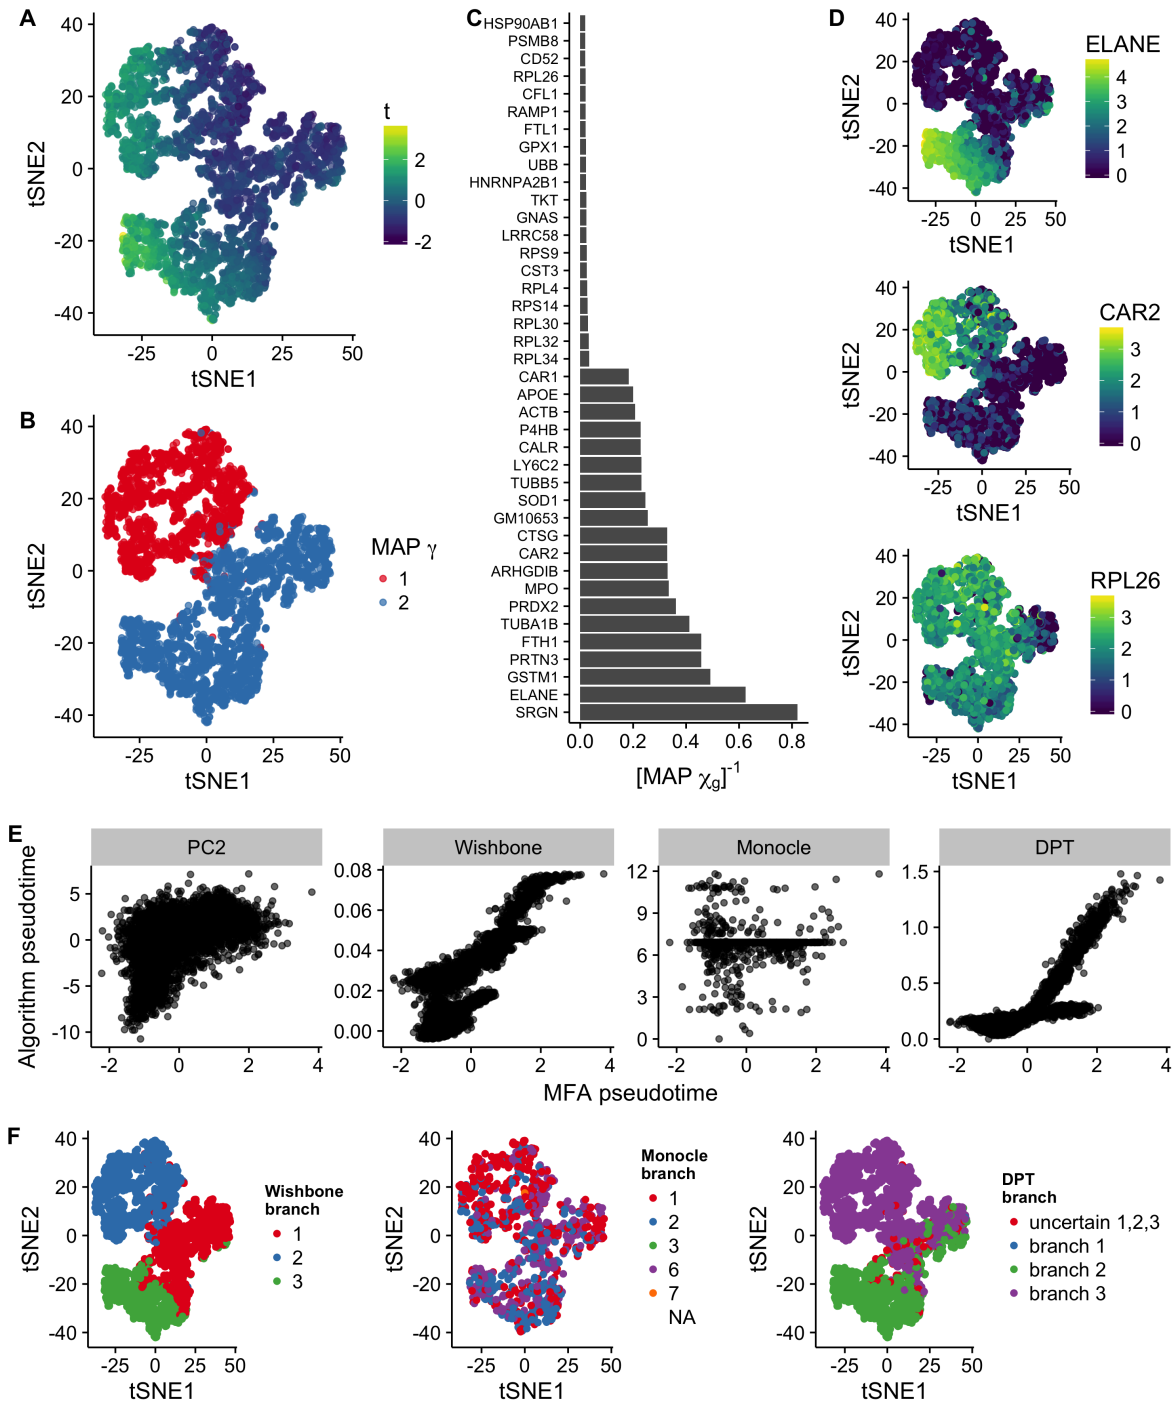 A
40
20
0
-20
-40
tSNE2
-25
0
25
50
tSNE1
t
2
0
-2
B
40
20
0
-20
-40
tSNE2
-25
0
25
50
tSNE1
MAP γ
1
2
C
HSP90AB1
PSMB8
CD52
RPL26
CFL1
RAMP1
FTL1
GPX1
UBB
HNRNPA2B1
TKT
GNAS
LRRC58
RPS9
CST3
RPL4
RPS14
RPL30
RPL32
RPL34
CAR1
APOE
ACTB
P4HB
CALR
LY6C2
TUBB5
SOD1
GM10653
CTSG
CAR2
ARHGDIB
MPO
PRDX2
TUBA1B
FTH1
PRTN3
GSTM1
ELANE
SRGN
0.0
0.2
0.4
0.6
0.8
[MAP χg]-1
D
40
20
0
-20
-40
tSNE2
-25
0
25
50
tSNE1
ELANE
4
3
2
1
0
40
20
0
-20
-40
tSNE2
-25
0
25
50
tSNE1
CAR2
3
2
1
0
40
20
0
-20
-40
tSNE2
-25
0
25
50
tSNE1
RPL26
3
2
1
0
E
Algorithm pseudotime
PC2
5
0
-5
-10
-2
0
2
4
Wishbone
0.08
0.06
0.04
0.02
0.00
-2
0
2
4
Monocle
12
9
6
3
0
-2
0
2
4
DPT
1.5
1.0
0.5
0.0
-2
0
2
4
MFA pseudotime
F
40
20
0
-20
-40
tSNE2
-25
0
25
50
tSNE1
Wishbone
branch
1
2
3
40
20
0
-20
-40
tSNE2
-25
0
25
50
tSNE1
Monocle
branch
1
2
3
6
7
NA
40
20
0
-20
-40
tSNE2
-25
0
25
50
tSNE1
DPT
branch
uncertain 1,2,3
branch 1
branch 2
branch 3